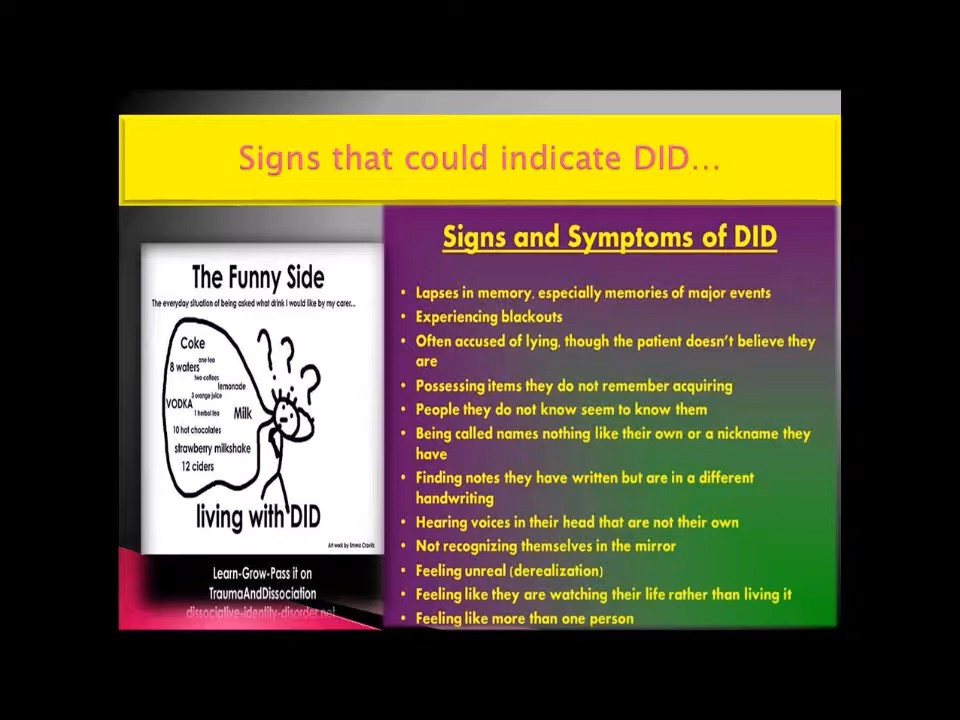 Signs that could indicate DID...
The Funny Side
The everyday situation of being asked what drink I would like by my carer...
Coke
one tea
8 waters
two-coffees
lemonade
3 orange juice
VODKA
1 herbal tea
Milk
10 hot chocolates
strawberry milkshake
12 ciders
? ? ?
living with DID
Art work by Emma
Learn-Grow-Pass it on
TraumaAndDissociation
dissociative-identity-disorder.net
Signs and Symptoms of DID
• Lapses in memory, especially memories of major events
• Experiencing blackouts
• Often accused of lying, though the patient doesn't believe they
are
• Possessing items they do not remember acquiring
• People they do not know seem to know them
• Being called names nothing like their own or a nickname they
have
• Finding notes they have written but are in a different
handwriting
• Hearing voices in their head that are not their own
• Not recognizing themselves in the mirror
• Feeling unreal (derealization)
• Feeling like they are watching their life rather than living it
• Feeling like more than one person